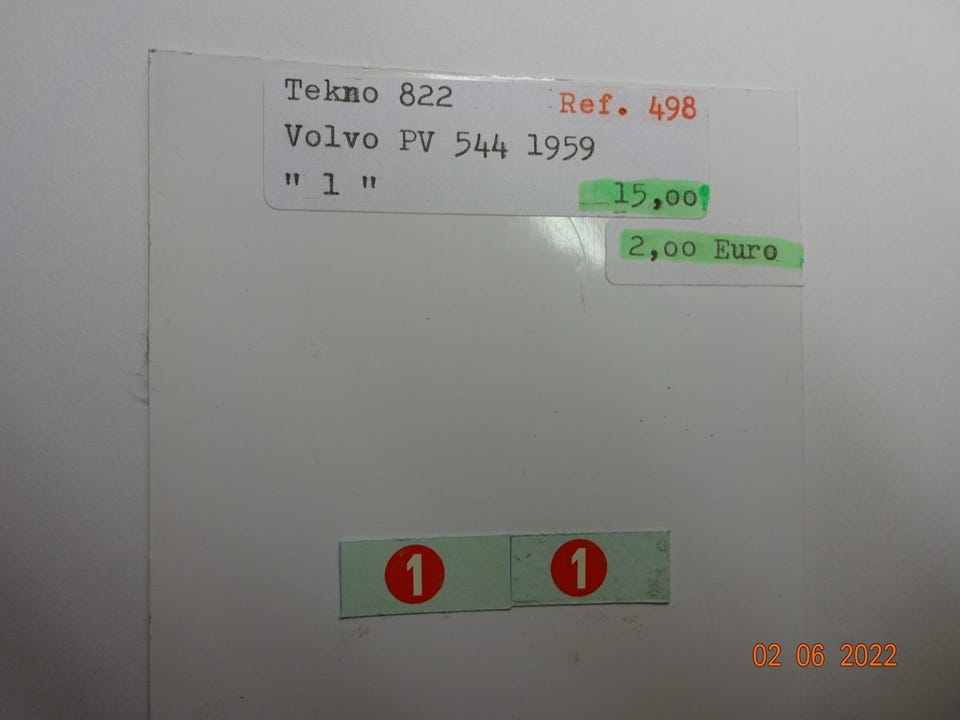 Tekno 822
Ref. 498
Volvo PV 544 1959
" 1 "
15,00
2,00 Euro
1
1
02 06 2022